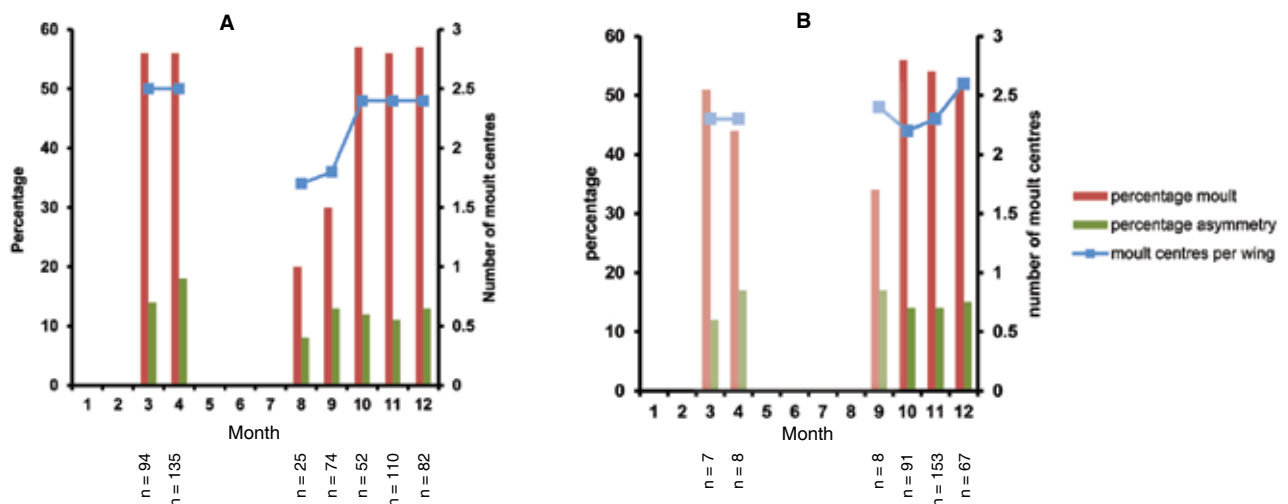 A
60
50
40
30
20
10
0
Percentage
3
2.5
2
1.5
1
0.5
0
Number of moult centres
1 2 3 4 5 6 7 8 9 10 11 12
Month
n = 94
n = 135
n = 25
n = 74
n = 52
n = 110
n = 82
B
60
50
40
30
20
10
0
percentage
3
2.5
2
1.5
1
0.5
0
number of moult centres
1 2 3 4 5 6 7 8 9 10 11 12
Month
n = 7
n = 8
n = 8
n = 91
n = 153
n = 67
percentage moult
percentage asymmetry
moult centres per wing